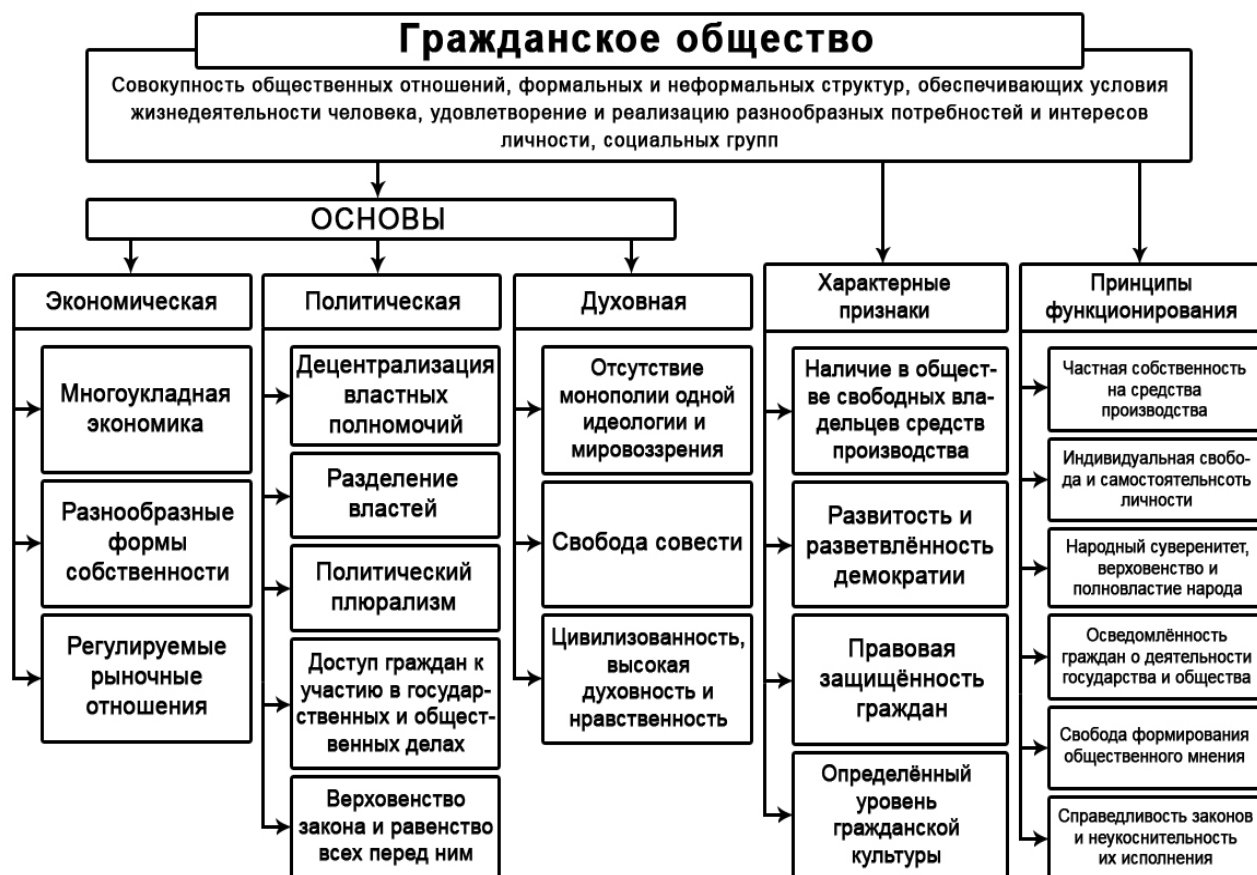 Гражданское общество
Совокупность общественных отношений, формальных и неформальных структур, обеспечивающих условия
жизнедеятельности человека, удовлетворение и реализацию разнообразных потребностей и интересов
личности, социальных групп
ОСНОВЫ
Экономическая
Многоукладная
экономика
Разнообразные
формы
собственности
Регулируемые
рыночные
отношения
Политическая
Децентрализация
властных
полномочий
Разделение
властей
Политический
плюрализм
Доступ граждан к
участию в государ-
ственных и общест-
венных делах
Верховенство
закона и равенство
всех перед ним
Духовная
Отсутствие
монополии одной
идеологии и
мировоззрения
Свобода совести
Цивилизованность,
высокая
духовность и
нравственность
Характерные
признаки
Наличие в общест-
ве свободных вла-
дельцев средств
производства
Развитость и
разветвлённость
демократии
Правовая
защищённость
граждан
Определённый
уровень
гражданской
культуры
Принципы
функционирования
Частная собственность
на средства
производства
Индивидуальная свобо-
да и самостоятельнсоть
личности
Народный суверенитет,
верховенство и
полновластие народа
Осведомлённость
граждан о деятельности
государства и общества
Свобода формирования
общественного мнения
Справедливость законов
и неукоснительность
их исполнения